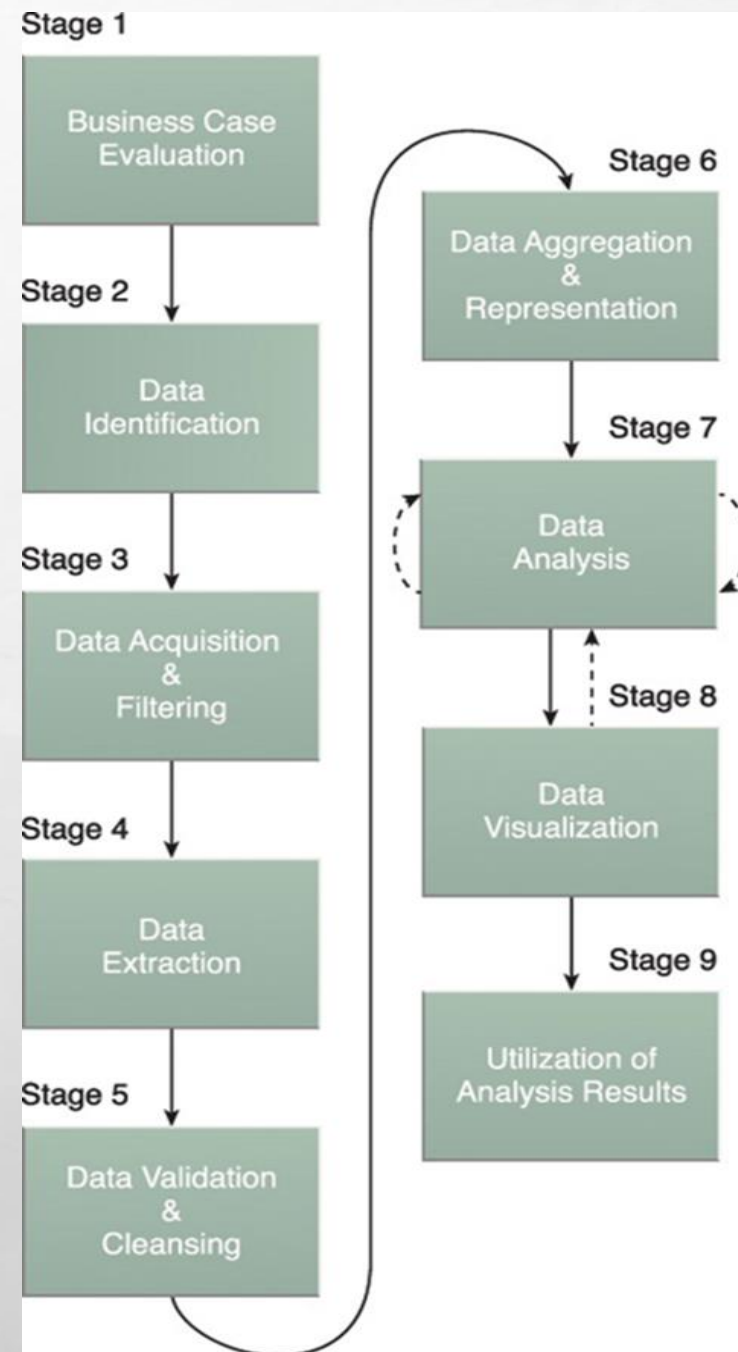 Stage 1
Business Case
Evaluation
Stage 2
Data
Identification
Stage 3
Data Acquisition
&
Filtering
Stage 4
Data
Extraction
Stage 5
Data Validation
&
Cleansing
Stage 6
Data Aggregation
&
Representation
Stage 7
Data
Analysis
Stage 8
Data
Visualization
Stage 9
Utilization of
Analysis Results